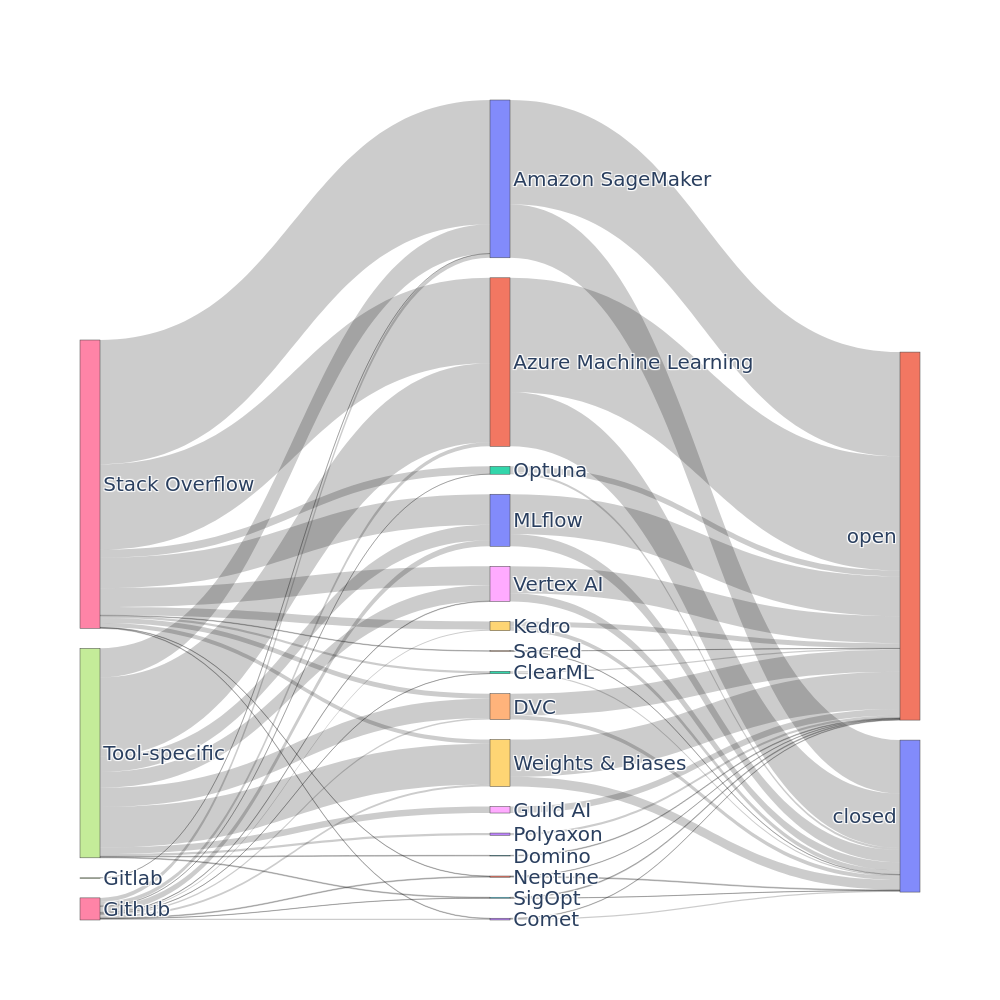 Amazon SageMaker
Azure Machine Learning
Optuna
Stack Overflow
MLflow
open
Vertex AI
Kedro
Sacred
ClearML
DVC
Tool-specific
Weights & Biases
Guild AI
closed
Polyaxon
Domino
Gitlab
Neptune
SigOpt
Github
Comet